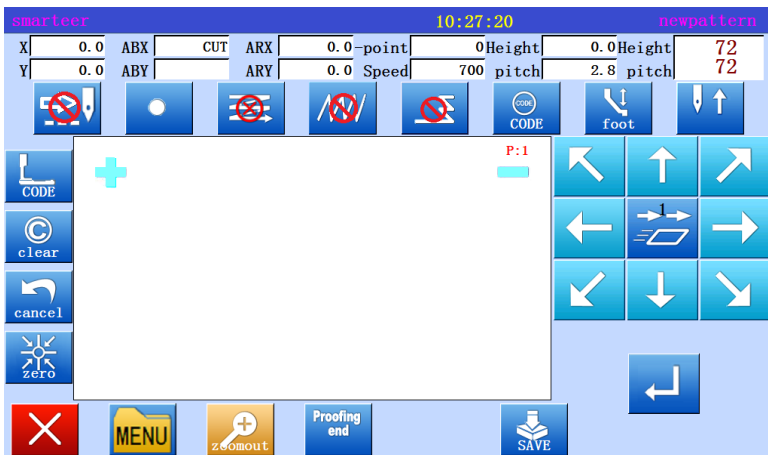 smarteer 10:27:20 newpattern
X 0.0 ABX CUT ARX 0.0 -point 0 Height 0.0 Height 72
Y 0.0 ABY ARY 0.0 Speed 700 pitch 2.8 pitch 72
CODE
CODE foot 1
P:1
CODE
clear
cancel
zero
MENU zoomout Proofing
end
SAVE